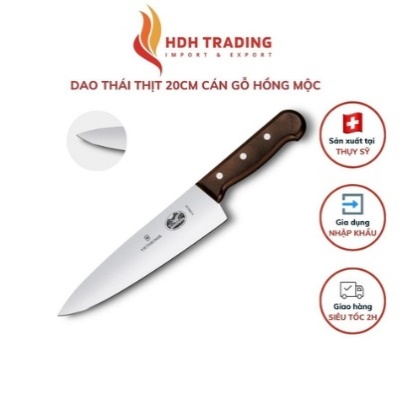 HDH TRADING
IMPORT & EXPORT
DAO THÁI THỊT 20CM CÁN GỖ HỒNG MỘC
Sản xuất tại
THỤY SỸ
Gia dụng
NHẬP KHẨU
VICTORINOX
Giao hàng
SIÊU TỐC 2H